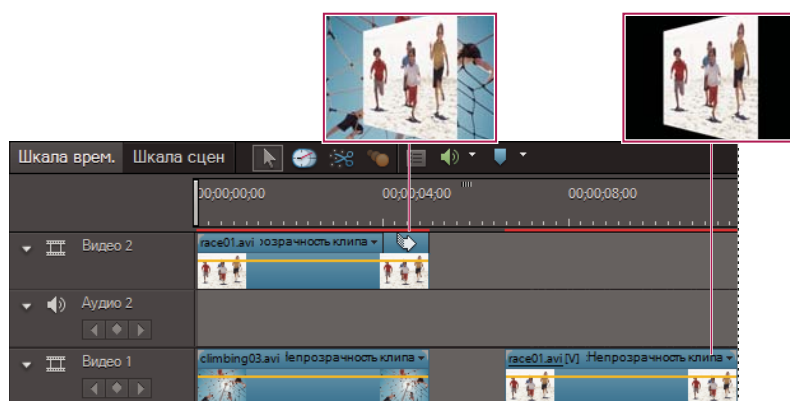 Шкала врем. Шкала сцен
00;00;00;00 00;00;04;00 00;00;08;00
Видео 2
race01.avi зозрачность клипа
Аудио 2
Видео 1
climbing03.avi Непрозрачность клипа
race01.avi [V] :Непрозрачность клипа